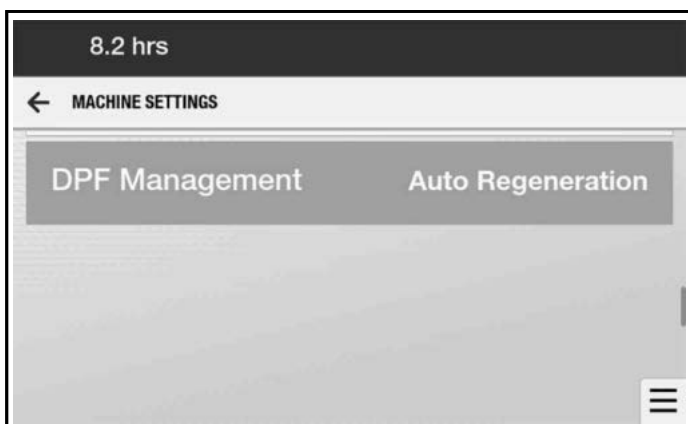 8.2 hrs
MACHINE SETTINGS
DPF Management Auto Regeneration